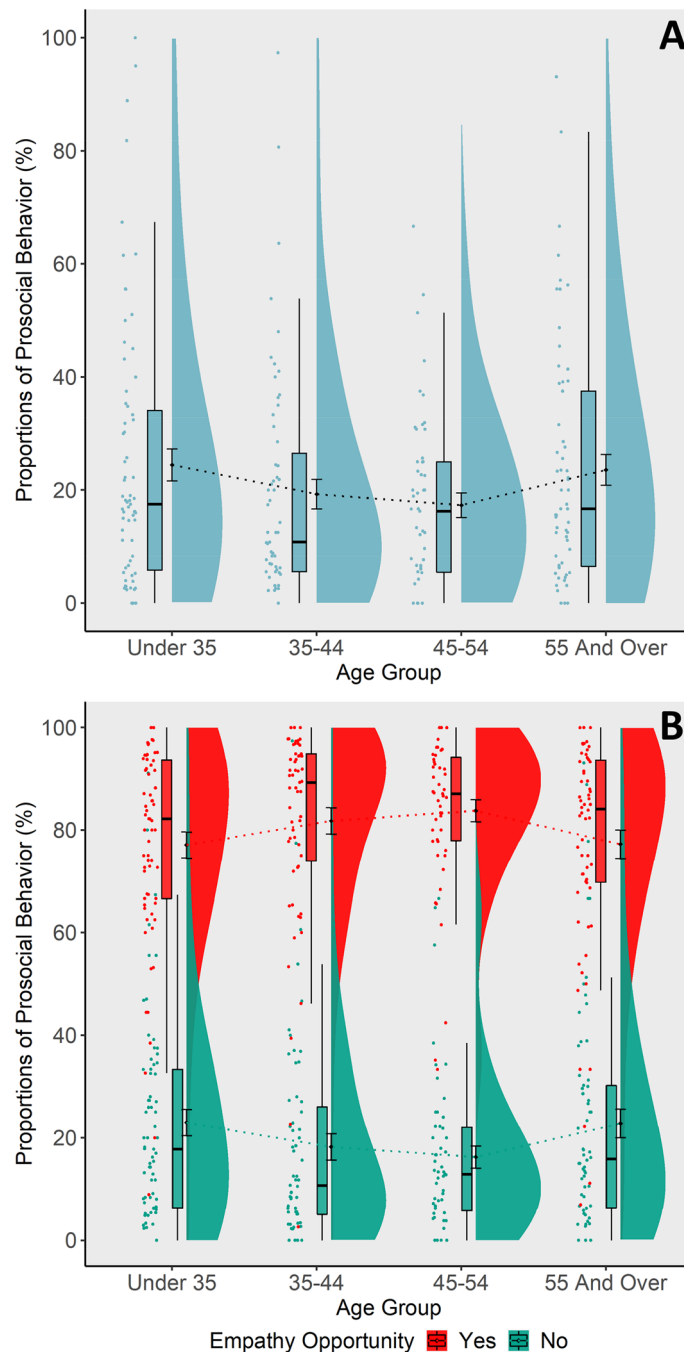 A
Proportions of Prosocial Behavior (%)
100
80
60
40
20
0
Under 35 35-44 45-54 55 And Over
Age Group
B
Proportions of Prosocial Behavior (%)
100
80
60
40
20
0
Under 35 35-44 45-54 55 And Over
Age Group
Empathy Opportunity Yes No